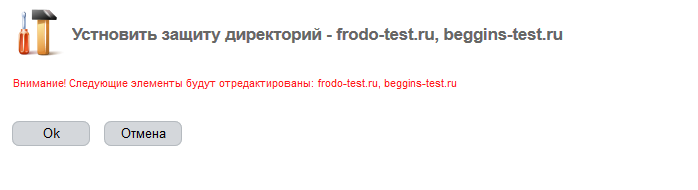 Устновить защиту директорий - frodo-test.ru, beggins-test.ru
Внимание! Следующие элементы будут отредактированы: frodo-test.ru, beggins-test.ru
Ok Отмена